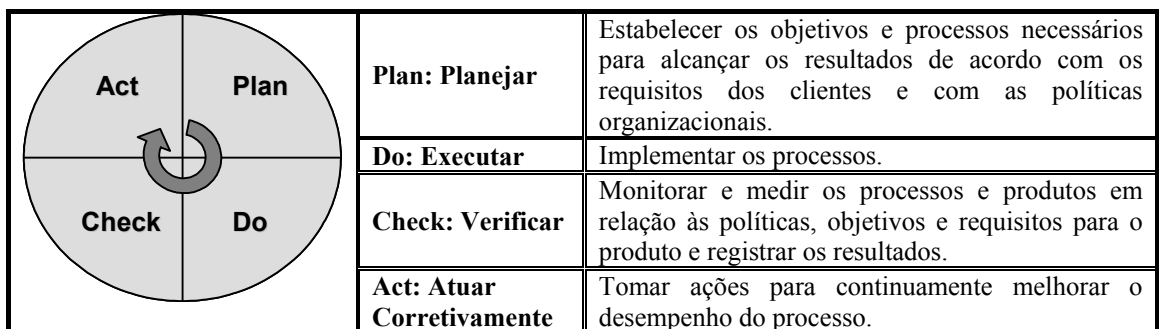 Act
Plan
Check
Do
Plan: Planejar
Estabelecer os objetivos e processos necessários
para alcançar os resultados de acordo com os
requisitos dos clientes e com as políticas
organizacionais.
Do: Executar
Implementar os processos.
Check: Verificar
Monitorar e medir os processos e produtos em
relação às políticas, objetivos e requisitos para o
produto e registrar os resultados.
Act: Atuar
Corretivamente
Tomar ações para continuamente melhorar o
desempenho do processo.